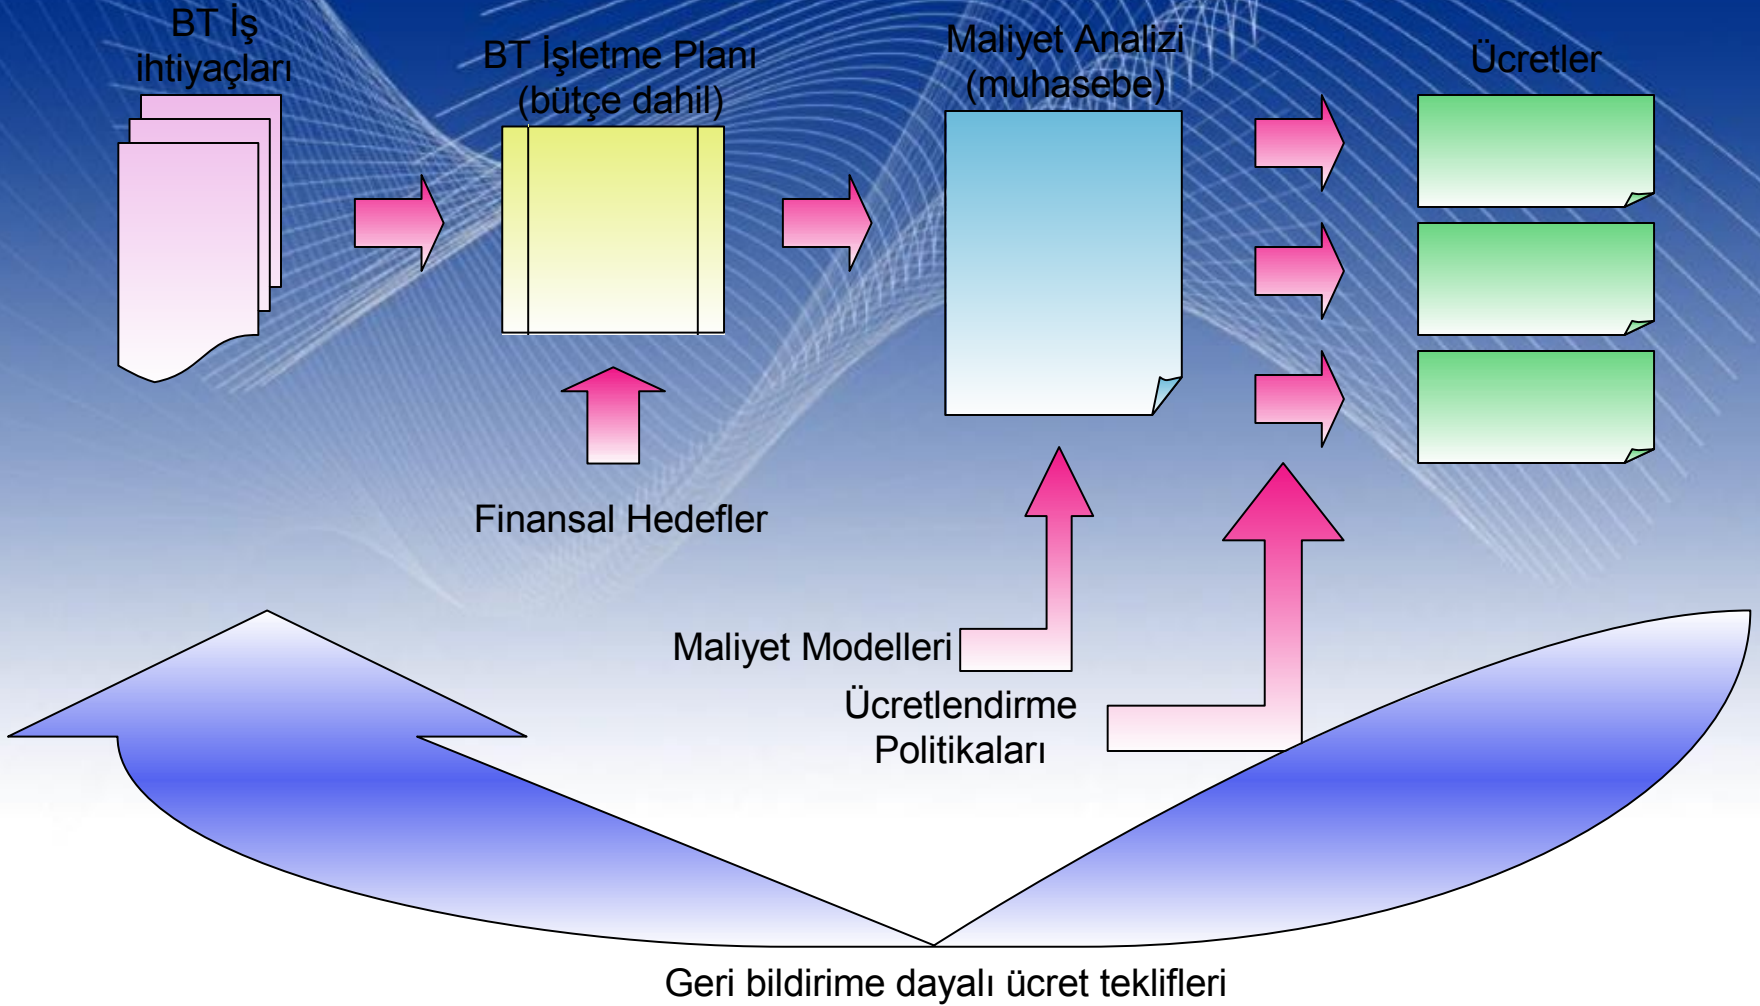 BT İş
ihtiyaçları
BT İşletme Planı
(bütçe dahil)
Maliyet Analizi
(muhasebe)
Ücretler
Finansal Hedefler
Maliyet Modelleri
Ücretlendirme
Politikaları
Geri bildirime dayalı ücret teklifleri